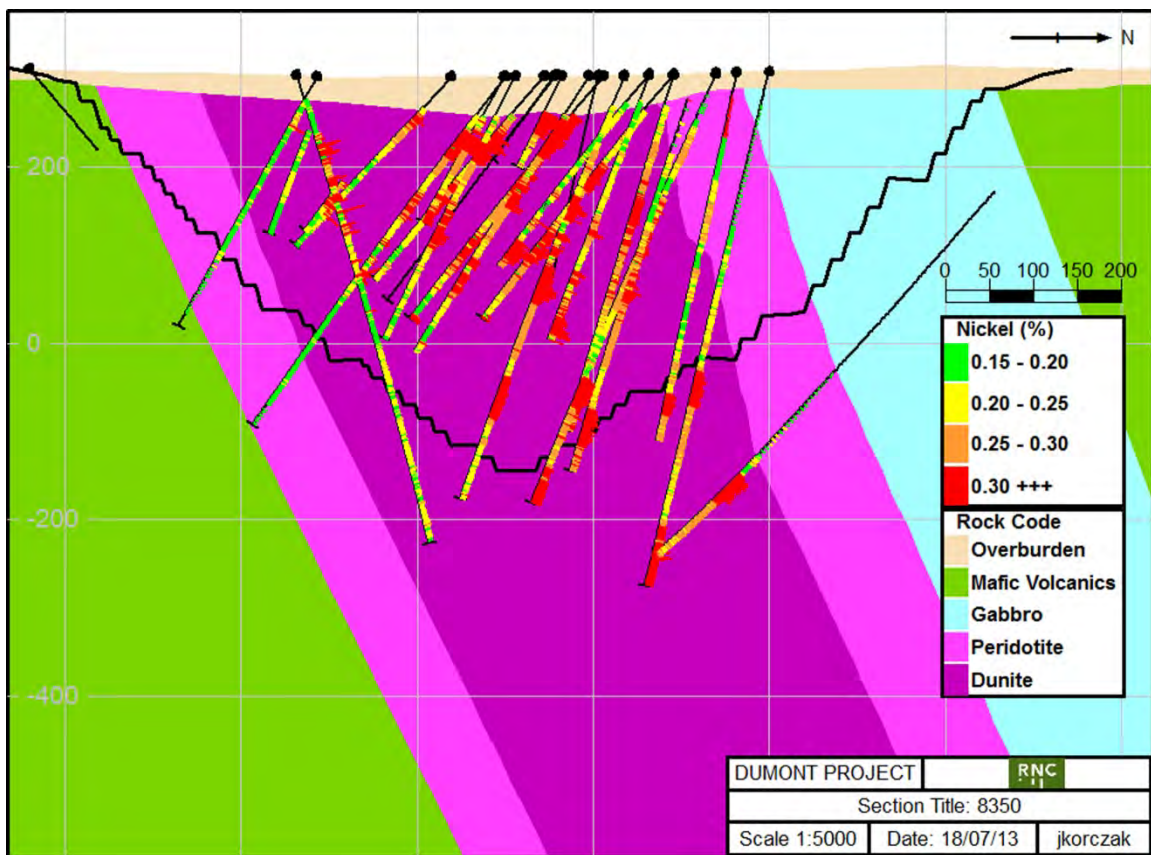 N
200
0
-200
-400
0 50 100 150 200
Nickel (%)
0.15 - 0.20
0.20 - 0.25
0.25 - 0.30
0.30 +++
Rock Code
Overburden
Mafic Volcanics
Gabbro
Peridotite
Dunite
DUMONT PROJECT RNC
Section Title: 8350
Scale 1:5000 Date: 18/07/13 jkorczak